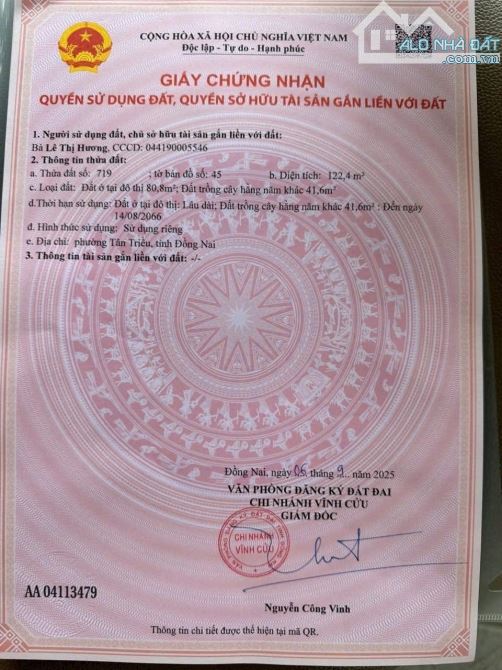 CỘNG HÒA XÃ HỘI CHỦ NGHĨA VIỆT NAM
Độc lập - Tự do - Hạnh phúc
ALO NHÀ ĐẤT
.com.vn
GIẤY CHỨNG NHẬN
QUYỀN SỬ DỤNG ĐẤT, QUYỀN SỞ HỮU TÀI SẢN GẮN LIỀN VỚI ĐẤT
1. Người sử dụng đất, chủ sở hữu tài sản gắn liền với đất:
Bà Lê Thị Hương, CCCD: 044190005546
2. Thông tin thửa đất:
a. Thửa đất số: 719 ; tờ bản đồ số: 45 b. Diện tích: 122,4 m²
c. Loại đất: Đất ở tại đô thị 80,8m²; Đất trồng cây hàng năm khác 41,6m²
d.Thời hạn sử dụng: Đất ở tại đô thị: Lâu dài; Đất trồng cây hàng năm khác 41,6m² : Đến ngày
14/08/2066
đ. Hình thức sử dụng: Sử dụng riêng
e. Địa chỉ: phường Tân Triều, tỉnh Đồng Nai
3. Thông tin tài sản gắn liền với đất: -/-
Đồng Nai, ngày 05 tháng 9 năm 2025
VĂN PHÒNG ĐĂNG KÝ ĐẤT ĐAI
CHI NHÁNH VĨNH CỬU
GIÁM ĐỐC
CHI NHÁNH
VĨNH CỬU
AA 04113479
Nguyễn Công Vinh
Thông tin chi tiết được thể hiện tại mã QR.